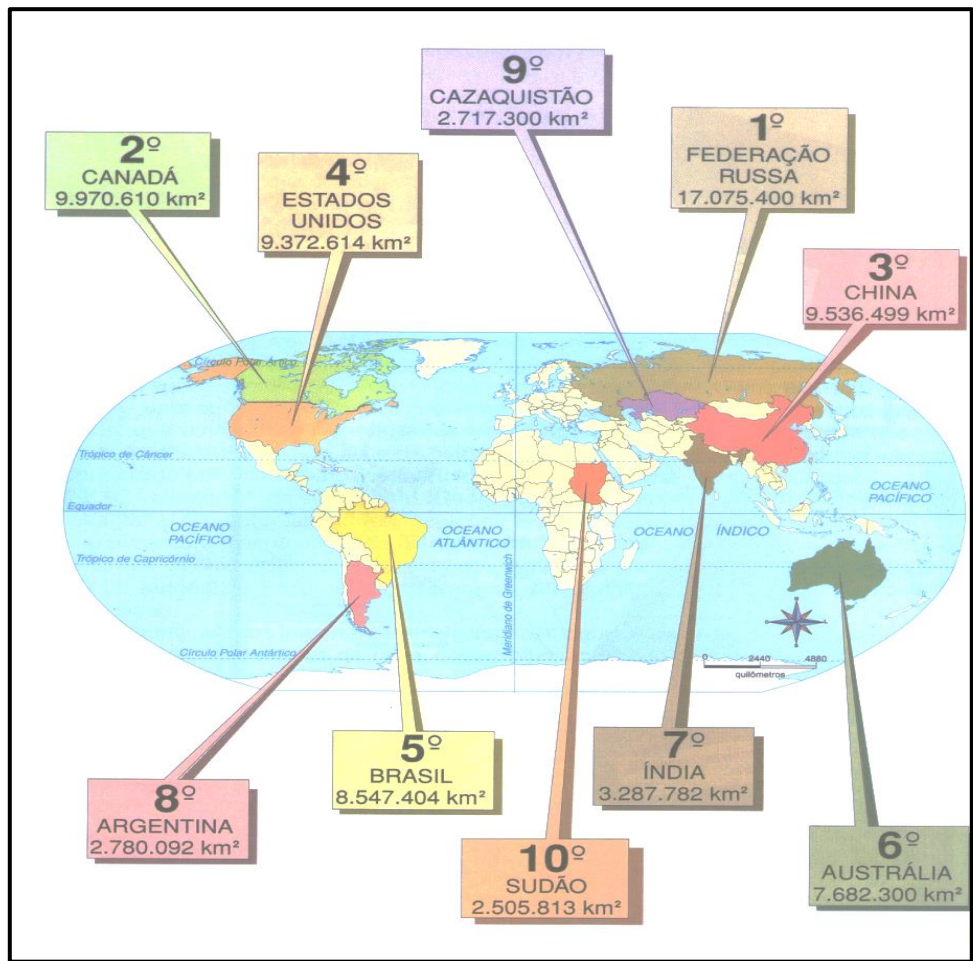 9º
CAZAQUISTÃO
2.717.300 km²
1º
FEDERAÇÃO
RUSSA
17.075.400 km²
2º
CANADÁ
9.970.610 km²
4º
ESTADOS
UNIDOS
9.372.614 km²
3º
CHINA
9.536.499 km²
Círculo Polar Ártico
Trópico de Câncer
Equador
OCEANO
PACÍFICO
OCEANO
ATLÂNTICO
OCEANO ÍNDICO
OCEANO
PACÍFICO
Trópico de Capricórnio
Meridiano de Greenwich
Círculo Polar Antártico
0 2440 4880
quilômetros
5º
BRASIL
8.547.404 km²
7º
ÍNDIA
3.287.782 km²
8º
ARGENTINA
2.780.092 km²
10º
SUDÃO
2.505.813 km²
6º
AUSTRÁLIA
7.682.300 km²